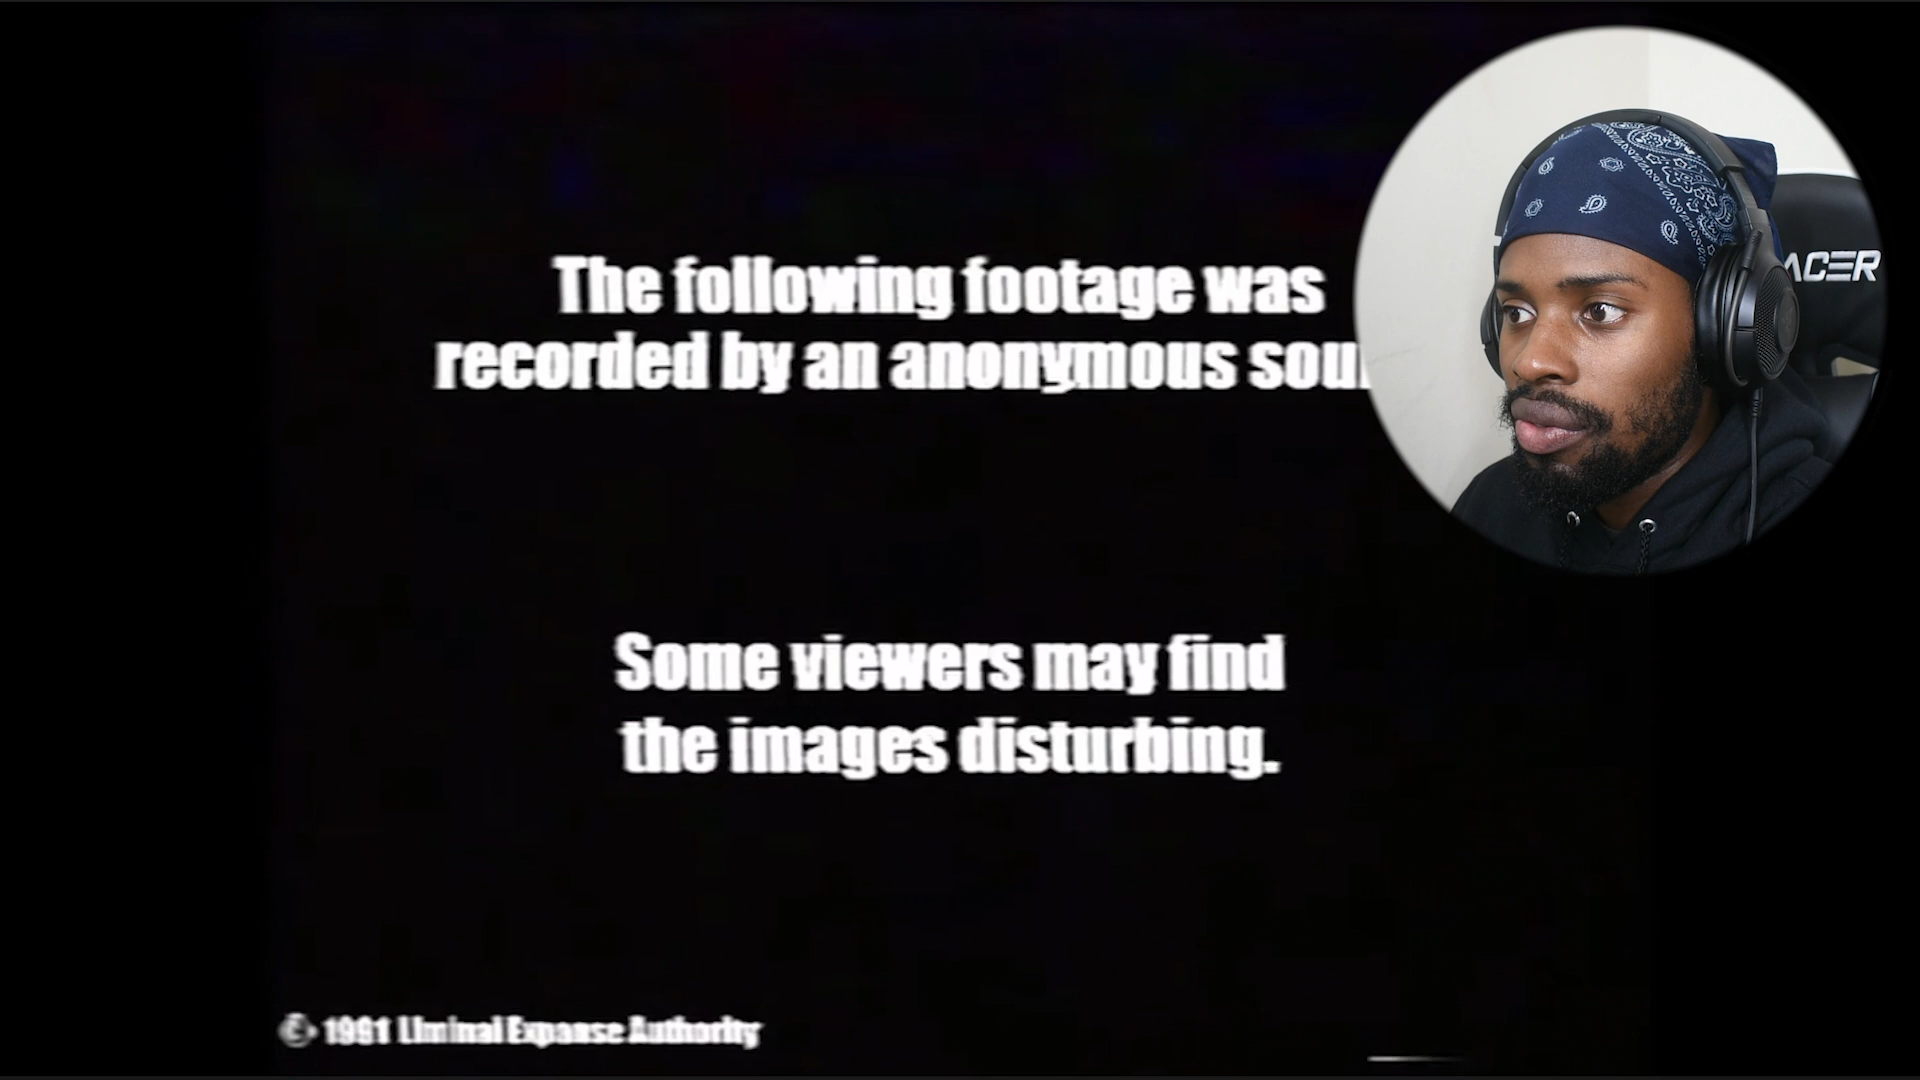 The following footage was
recorded by an anonymous sou
Some viewers may find
the images disturbing.
© 1991 Liminal Expanse Authority
ACER